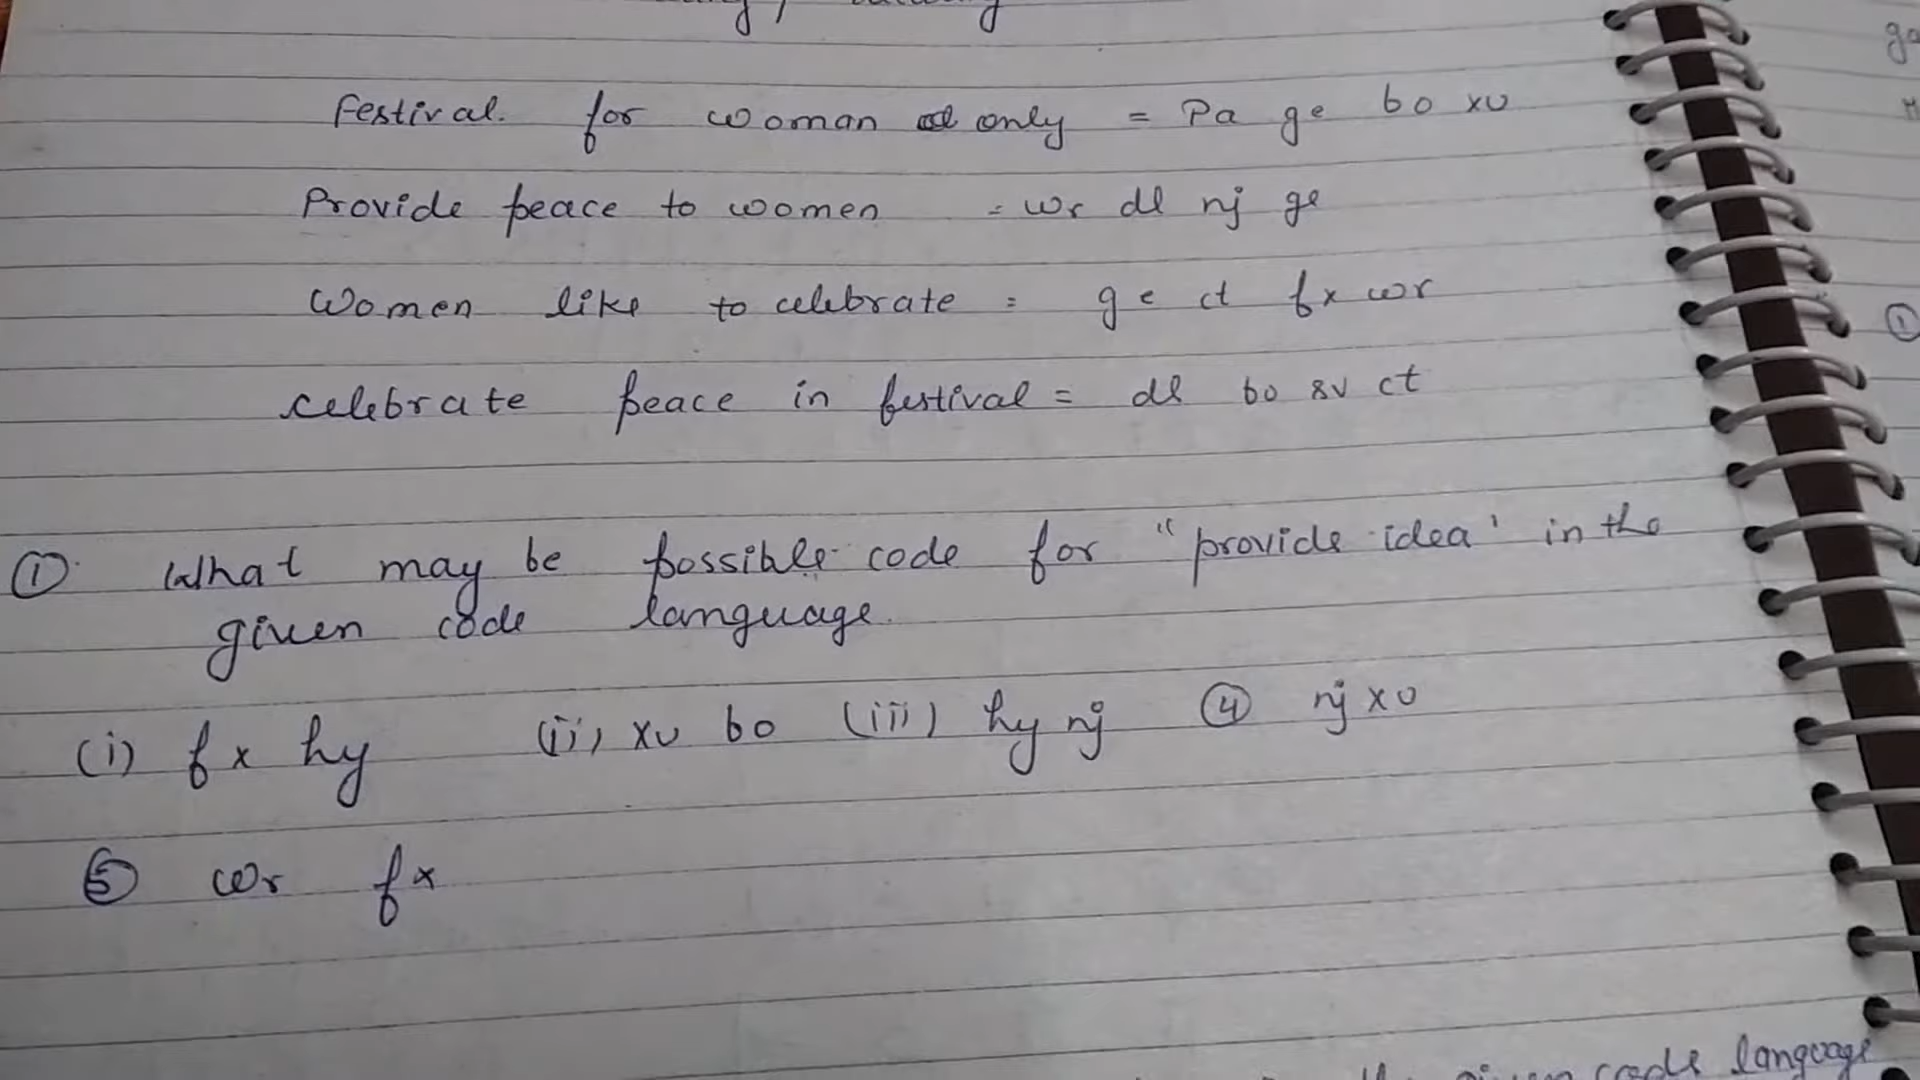 Festival. for woman only = Pa ge bo xu
Provide peace to women = wr dl nj ge
Women like to celebrate = ge ct fx wr
celebrate peace in festival = dl bo sv ct
① What may be possible code for "provide idea' in the
given code language.
(i) fx hy (ii) xu bo (iii) hy nj ④ nj xu
⑤ wr fx
given code language